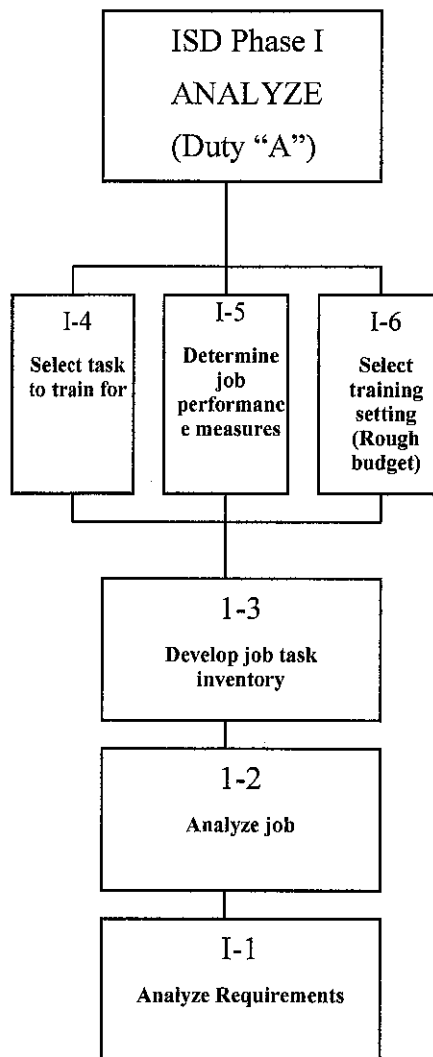 ISD Phase I
ANALYZE
(Duty “A”)
I-4
Select task
to train for
I-5
Determine
job
performanc
e measures
I-6
Select
training
setting
(Rough
budget)
1-3
Develop job task
inventory
1-2
Analyze job
I-1
Analyze Requirements